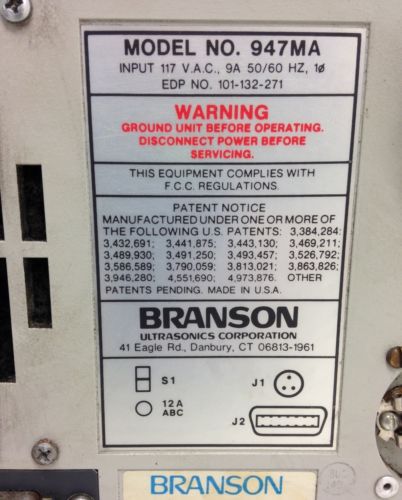 MODEL NO. 947MA
INPUT 117 V.A.C., 9A 50/60 HZ, 1ø
EDP NO. 101-132-271
WARNING
GROUND UNIT BEFORE OPERATING.
DISCONNECT POWER BEFORE
SERVICING.
THIS EQUIPMENT COMPLIES WITH
F.C.C. REGULATIONS.
PATENT NOTICE
MANUFACTURED UNDER ONE OR MORE OF
THE FOLLOWING U.S. PATENTS: 3,384,284;
3,432,691; 3,441,875; 3,443,130; 3,469,211;
3,489,930; 3,491,250; 3,493,457; 3,526,792;
3,586,589; 3,790,059; 3,813,021; 3,863,826;
3,946,280; 4,551,690; 4,973,876. OTHER
PATENTS PENDING. MADE IN U.S.A.
BRANSON
ULTRASONICS CORPORATION
41 Eagle Rd., Danbury, CT 06813-1961
S1
J1
12A
ABC
J2
BRANSON